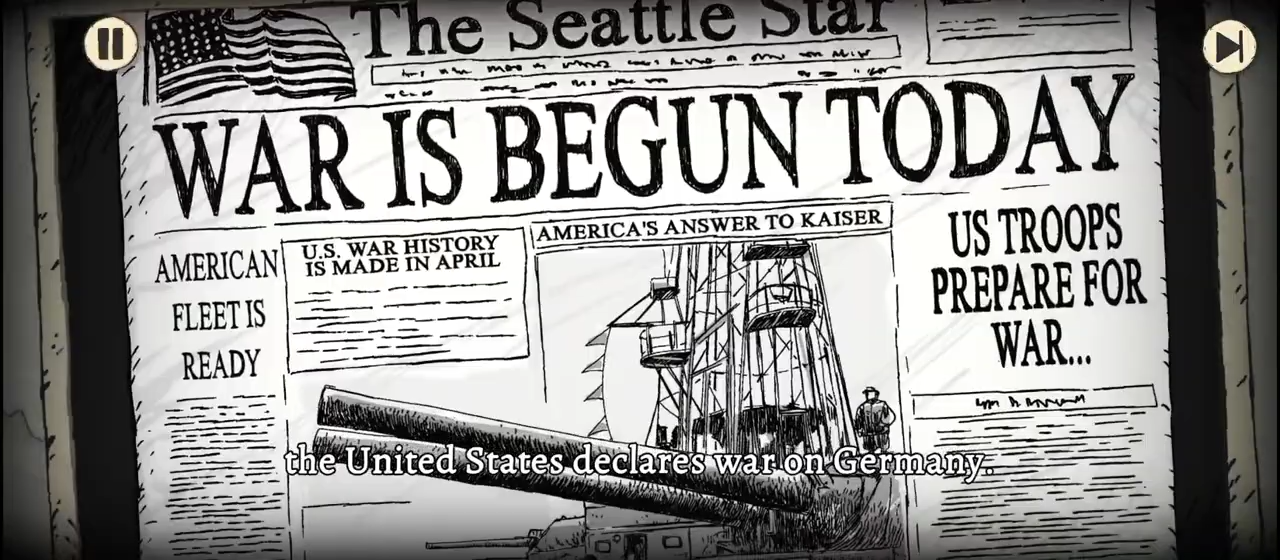 The Seattle Star
WAR IS BEGUN TODAY
AMERICAN
FLEET IS
READY
U.S. WAR HISTORY
IS MADE IN APRIL
AMERICA'S ANSWER TO KAISER
US TROOPS
PREPARE FOR
WAR...
the United States declares war on Germany.